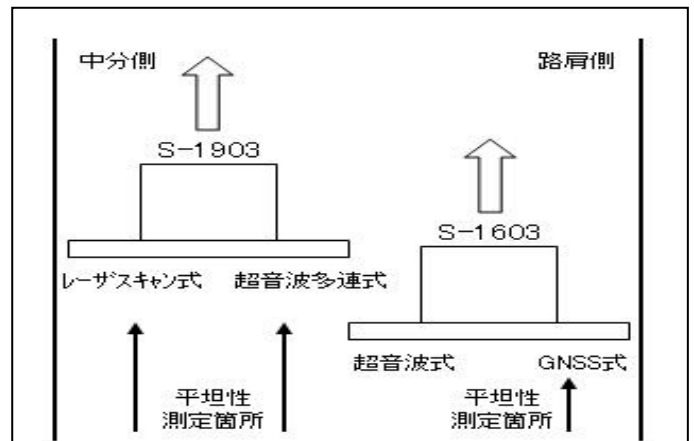 中分側
路肩側
S-1903
S-1603
レーザスキャン式
超音波多連式
超音波式
GNSS式
平坦性
測定箇所
平坦性
測定箇所